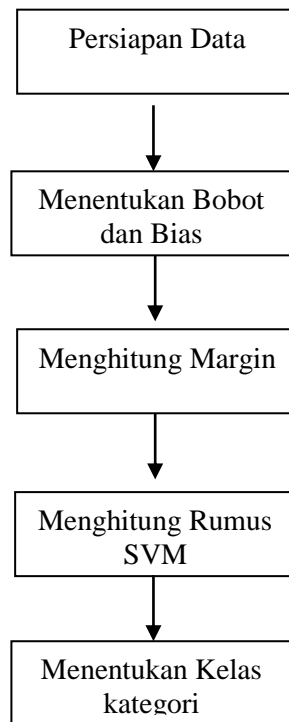 Persiapan Data
Menentukan Bobot
dan Bias
Menghitung Margin
Menghitung Rumus
SVM
Menentukan Kelas
kategori